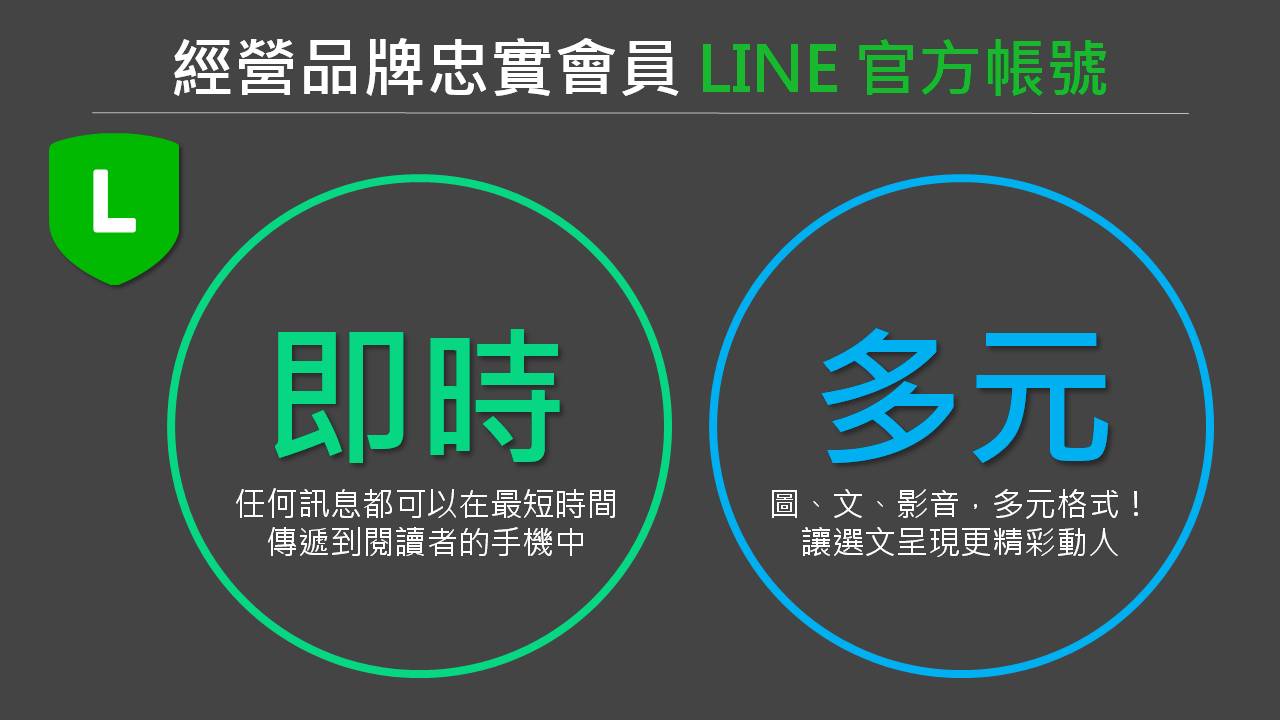 經營品牌忠實會員 LINE 官方帳號
L
即時
任何訊息都可以在最短時間
傳遞到閱讀者的手機中
多元
圖、文、影音，多元格式！
讓選文呈現更精彩動人